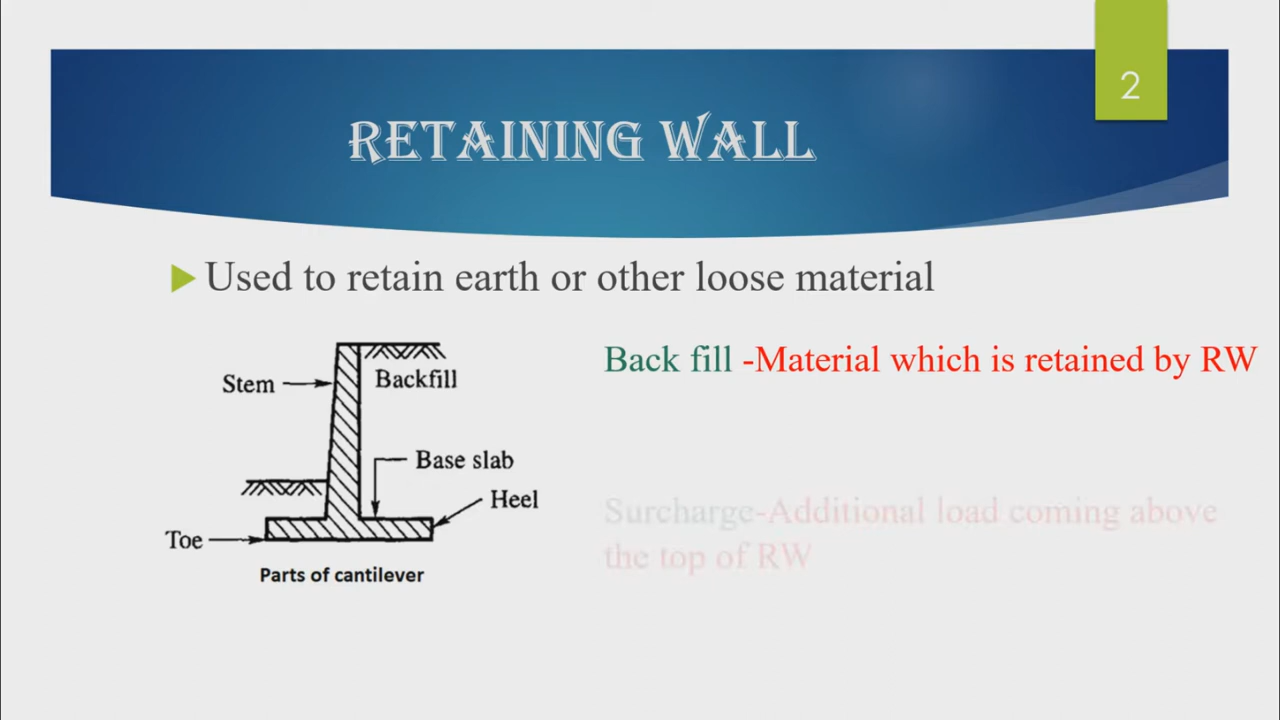 2
RETAINING WALL
Used to retain earth or other loose material
Back fill -Material which is retained by RW
Stem
Backfill
Base slab
Heel
Surcharge-Additional load coming above
the top of RW
Toe
Parts of cantilever